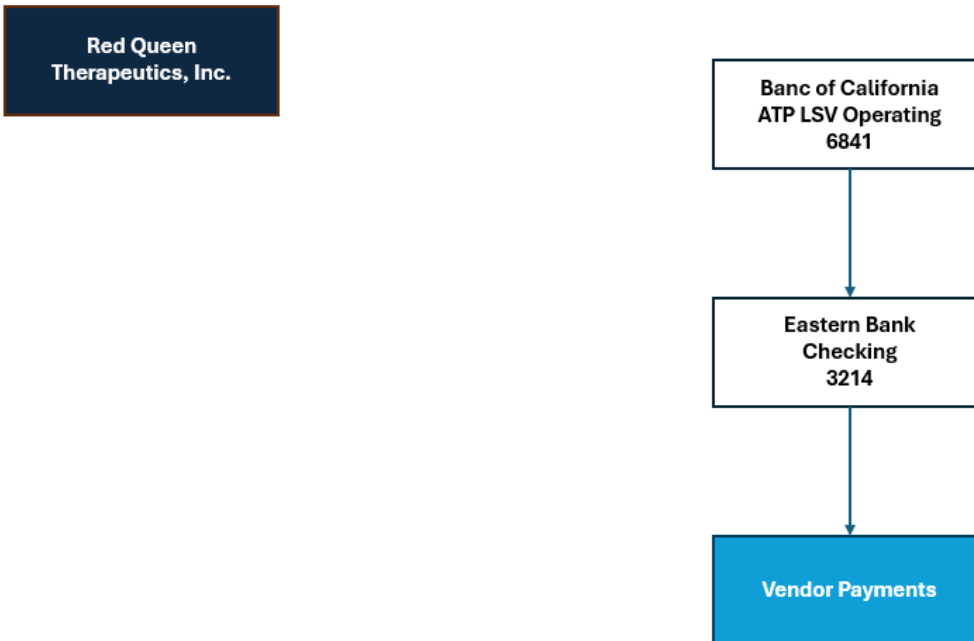 Red Queen
Therapeutics, Inc.
Banc of California
ATP LSV Operating
6841
Eastern Bank
Checking
3214
Vendor Payments